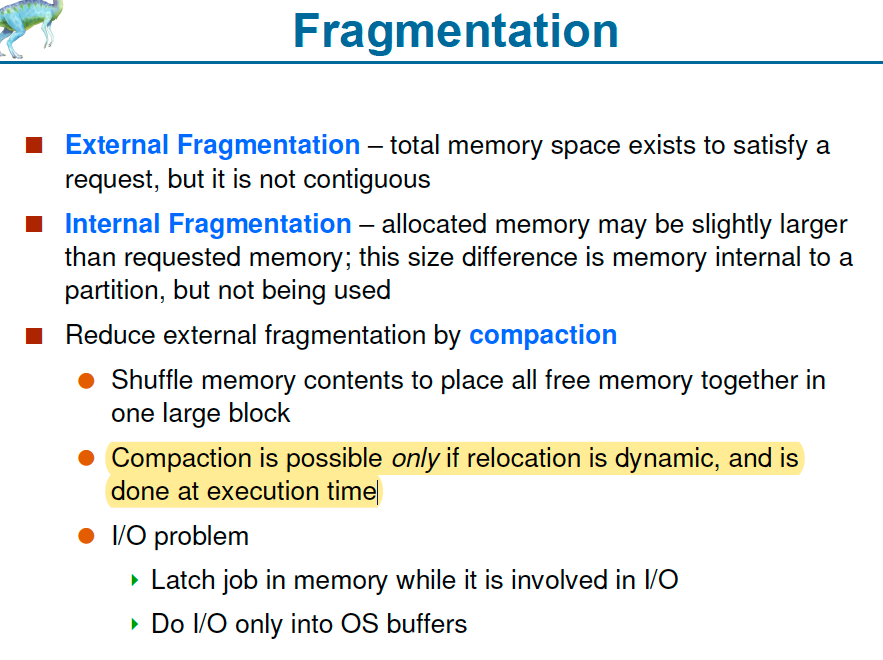 Fragmentation
External Fragmentation – total memory space exists to satisfy a
request, but it is not contiguous
Internal Fragmentation – allocated memory may be slightly larger
than requested memory; this size difference is memory internal to a
partition, but not being used
Reduce external fragmentation by compaction
Shuffle memory contents to place all free memory together in
one large block
Compaction is possible only if relocation is dynamic, and is
done at execution time
I/O problem
Latch job in memory while it is involved in I/O
Do I/O only into OS buffers